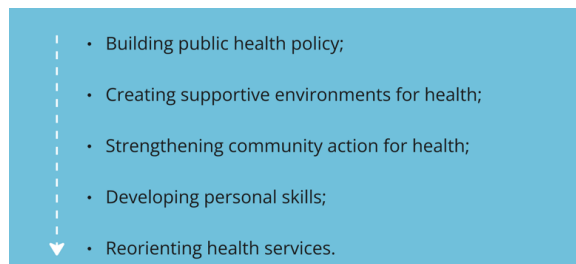 • Building public health policy;
• Creating supportive environments for health;
• Strengthening community action for health;
• Developing personal skills;
• Reorienting health services.